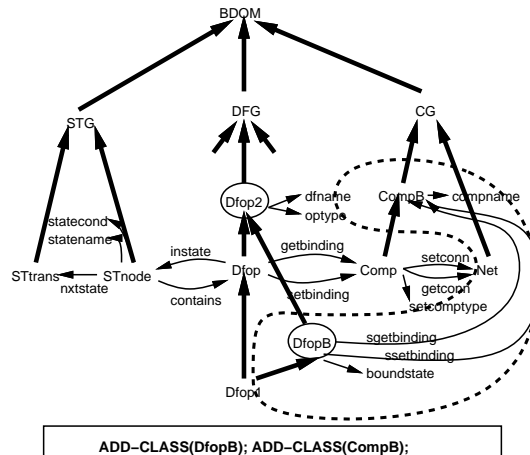 BDOM
STG
DFG
CG
CompB
compname
Dfop2
dfname
optype
statecond
statename
instate
getbinding
setconn
STtrans
STnode
Dfop
Comp
Net
nxtstate
contains
setbinding
getconn
setcomptype
DfopB
sgetbinding
ssetbinding
boundstate
Dfop1
ADD–CLASS(DfopB); ADD–CLASS(CompB);